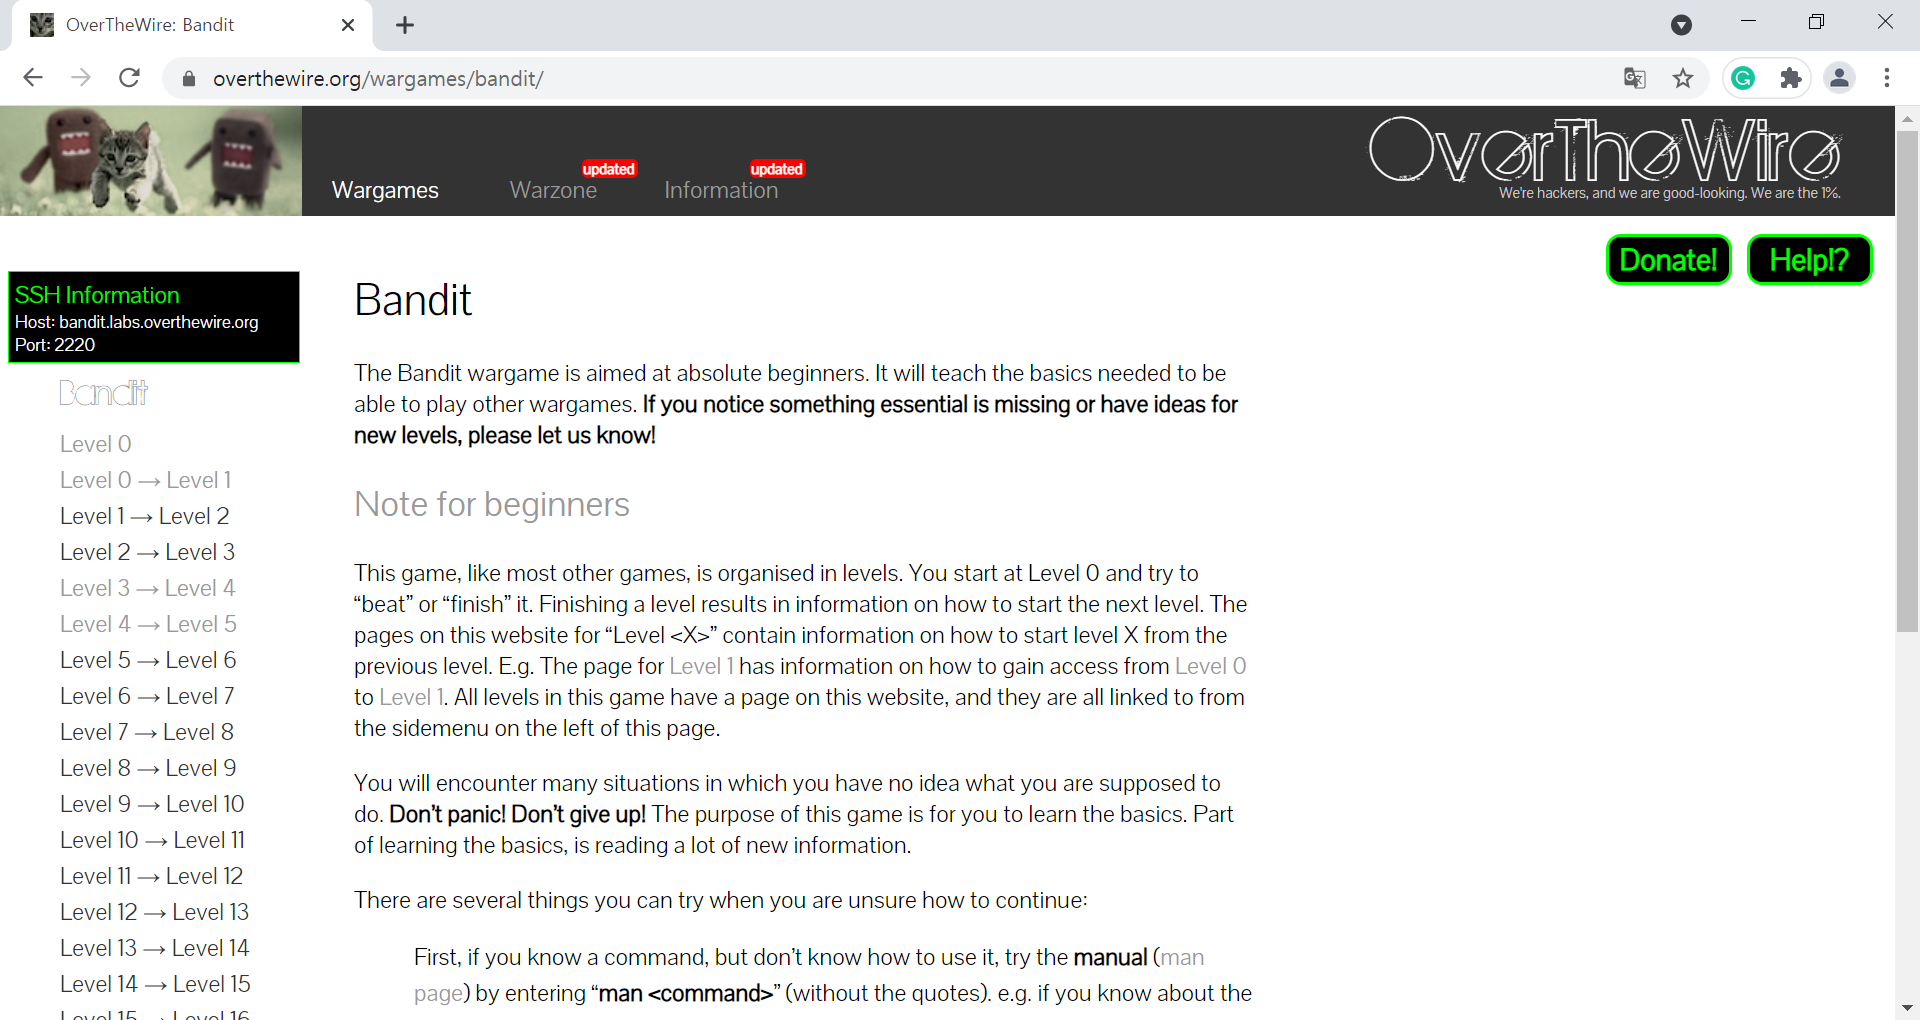 OverTheWire: Bandit
overthewire.org/wargames/bandit/
Wargames
Warzone
updated
Information
updated
OverTheWire
We're hackers, and we are good-looking. We are the 1%.
Donate!
Help!?
SSH Information
Host: bandit.labs.overthewire.org
Port: 2220
Bandit
Level 0
Level 0 → Level 1
Level 1 → Level 2
Level 2 → Level 3
Level 3 → Level 4
Level 4 → Level 5
Level 5 → Level 6
Level 6 → Level 7
Level 7 → Level 8
Level 8 → Level 9
Level 9 → Level 10
Level 10 → Level 11
Level 11 → Level 12
Level 12 → Level 13
Level 13 → Level 14
Level 14 → Level 15
Level 15 → Level 16
Bandit
The Bandit wargame is aimed at absolute beginners. It will teach the basics needed to be
able to play other wargames. If you notice something essential is missing or have ideas for
new levels, please let us know!
Note for beginners
This game, like most other games, is organised in levels. You start at Level 0 and try to
“beat” or “finish” it. Finishing a level results in information on how to start the next level. The
pages on this website for “Level <X>” contain information on how to start level X from the
previous level. E.g. The page for Level 1 has information on how to gain access from Level 0
to Level 1. All levels in this game have a page on this website, and they are all linked to from
the sidemenu on the left of this page.
You will encounter many situations in which you have no idea what you are supposed to
do. Don’t panic! Don’t give up! The purpose of this game is for you to learn the basics. Part
of learning the basics, is reading a lot of new information.
There are several things you can try when you are unsure how to continue:
First, if you know a command, but don’t know how to use it, try the manual (man
page) by entering “man <command>” (without the quotes). e.g. if you know about the